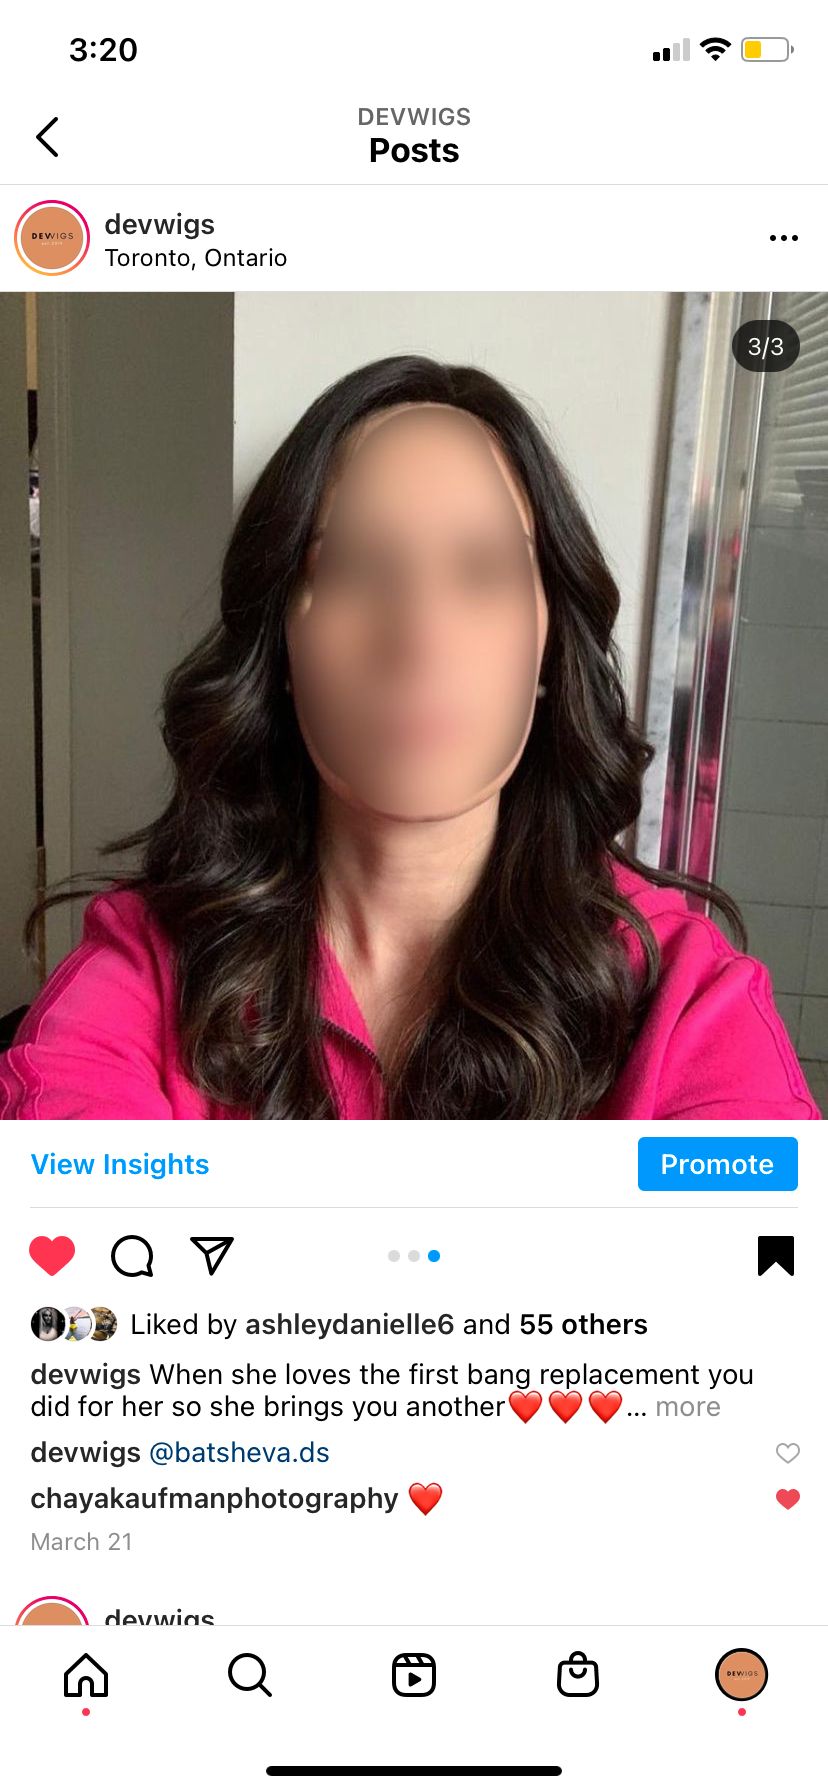 3:20
DEVWIGS
Posts
DEVWIGS
devwigs
Toronto, Ontario
3/3
View Insights
Promote
Liked by ashleydanielle6 and 55 others
devwigs When she loves the first bang replacement you
did for her so she brings you another❤️❤️❤️... more
devwigs @batsheva.ds
chayakaufmanphotography ❤️
March 21
devwigs
DEVWIGS